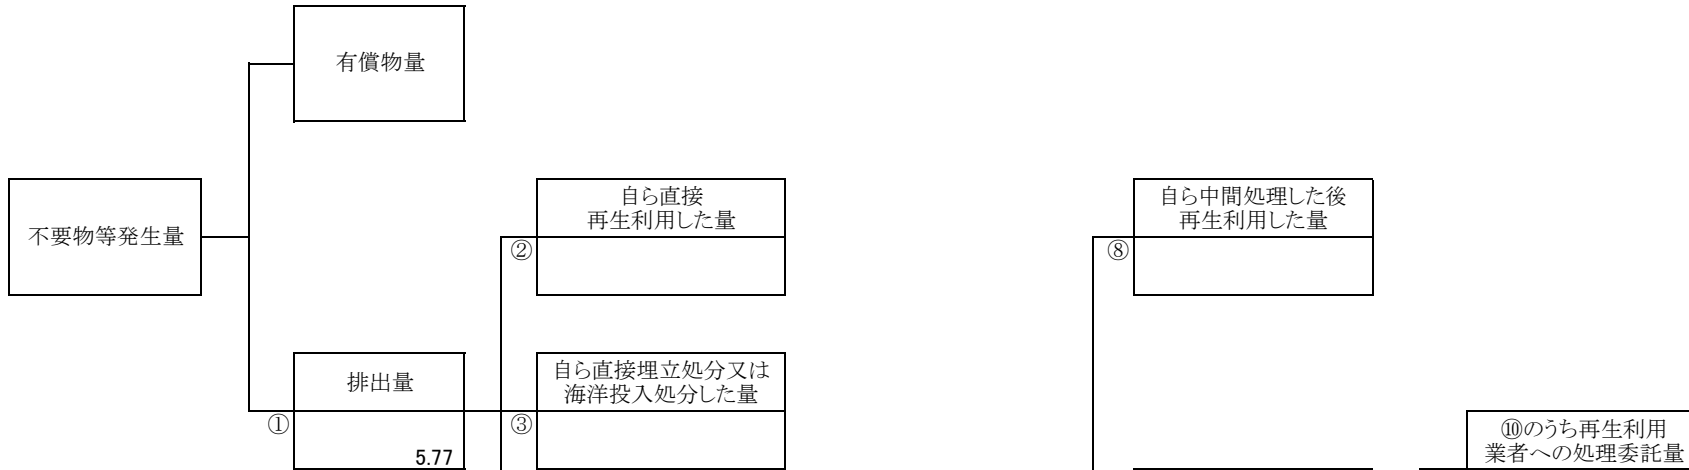 有償物量
不要物等発生量
自ら直接
再生利用した量
②
自ら中間処理した後
再生利用した量
⑧
排出量
①
5.77
自ら直接埋立処分又は
海洋投入処分した量
③
⑩のうち再生利用
業者への処理委託量